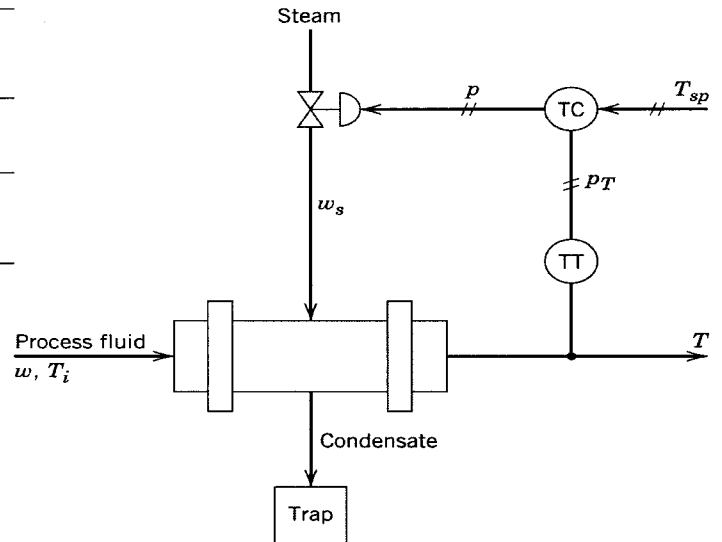 Steam
p
TC
T_sp
p_T
w_s
TT
Process fluid
w, T_i
T
Condensate
Trap